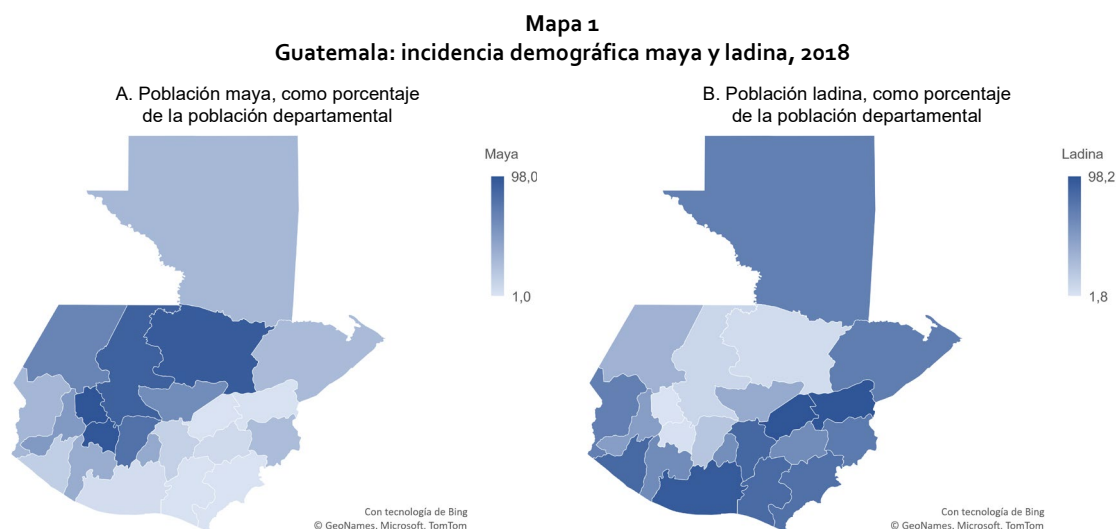 Mapa 1
Guatemala: incidencia demográfica maya y ladina, 2018
A. Población maya, como porcentaje
de la población departamental
Maya
98,0
1,0
Con tecnología de Bing
© GeoNames, Microsoft, TomTom
B. Población ladina, como porcentaje
de la población departamental
Ladina
98,2
1,8
Con tecnología de Bing
© GeoNames, Microsoft, TomTom